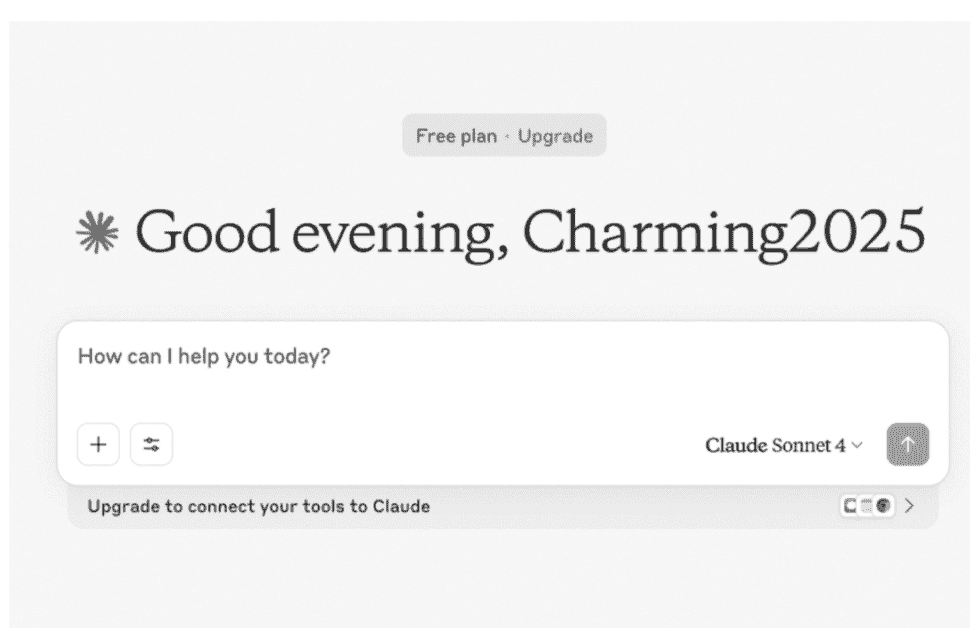 Free plan · Upgrade
Good evening, Charming2025
How can I help you today?
Claude Sonnet 4
Upgrade to connect your tools to Claude